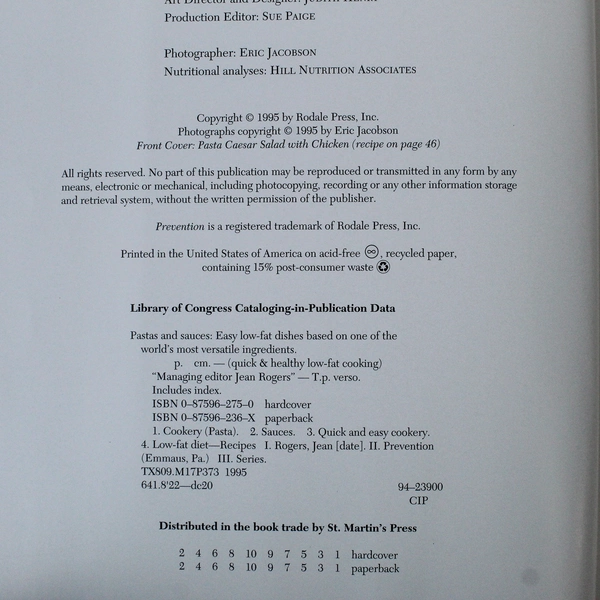 Art Director and Designer:
Production Editor: SUE PAIGE
Photographer: ERIC JACOBSON
Nutritional analyses: HILL NUTRITION ASSOCIATES
Copyright © 1995 by Rodale Press, Inc.
Photographs copyright © 1995 by Eric Jacobson
Front Cover: Pasta Caesar Salad with Chicken (recipe on page 46)
All rights reserved. No part of this publication may be reproduced or transmitted in any form by any
means, electronic or mechanical, including photocopying, recording or any other information storage
and retrieval system, without the written permission of the publisher.
Prevention is a registered trademark of Rodale Press, Inc.
Printed in the United States of America on acid-free ∞, recycled paper,
containing 15% post-consumer waste ♻
Library of Congress Cataloging-in-Publication Data
Pastas and sauces: Easy low-fat dishes based on one of the
world's most versatile ingredients.
p. cm. — (quick & healthy low-fat cooking)
"Managing editor Jean Rogers" — T.p. verso.
Includes index.
ISBN 0–87596–275–0 hardcover
ISBN 0–87596–236–X paperback
1. Cookery (Pasta). 2. Sauces. 3. Quick and easy cookery.
4. Low-fat diet—Recipes I. Rogers, Jean [date]. II. Prevention
(Emmaus, Pa.) III. Series.
TX809.M17P373 1995
641.8'22—dc20 94–23900
CIP
Distributed in the book trade by St. Martin's Press
2 4 6 8 10 9 7 5 3 1 hardcover
2 4 6 8 10 9 7 5 3 1 paperback